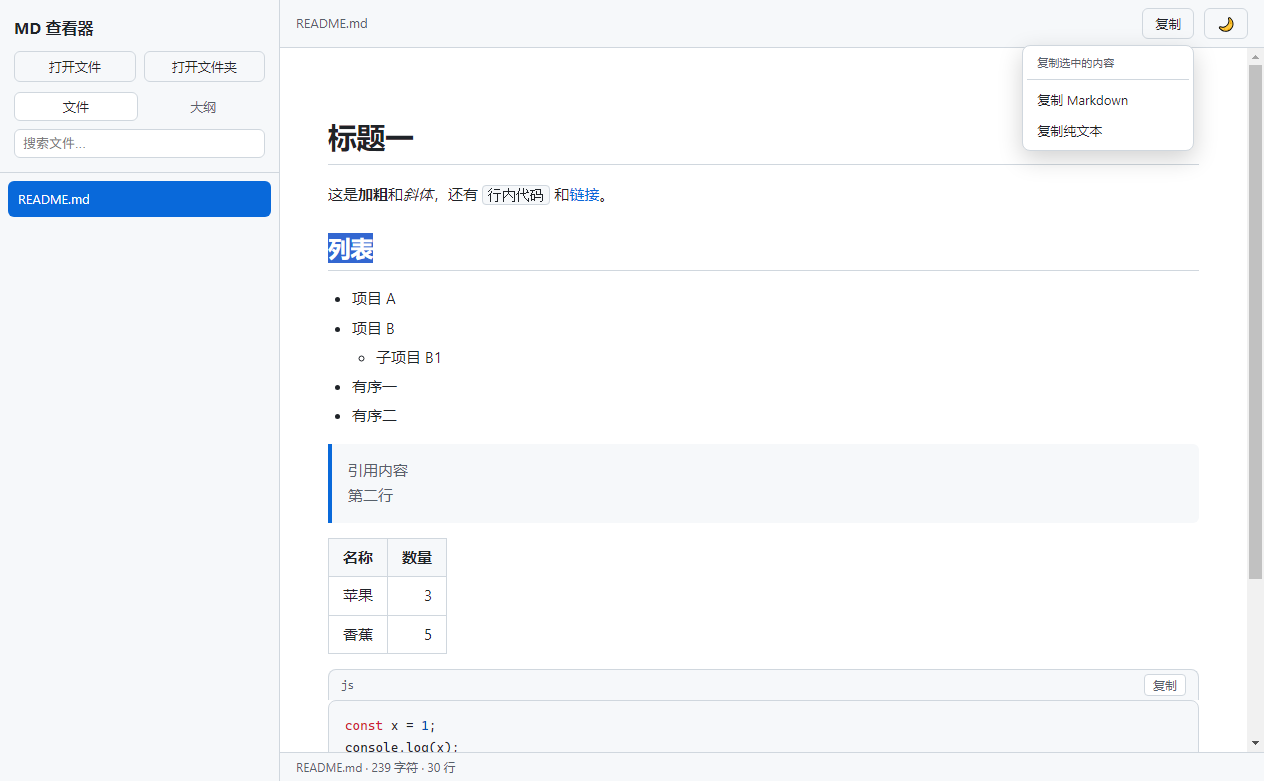 MD 查看器
打开文件 打开文件夹
文件 大纲
搜索文件...
README.md
README.md
复制
复制选中的内容
复制 Markdown
复制纯文本
标题一
这是加粗和斜体，还有 行内代码 和链接。
列表
项目 A
项目 B
子项目 B1
有序一
有序二
引用内容
第二行
名称 数量
苹果 3
香蕉 5
js 复制
const x = 1;
console.log(x);
README.md · 239 字符 · 30 行